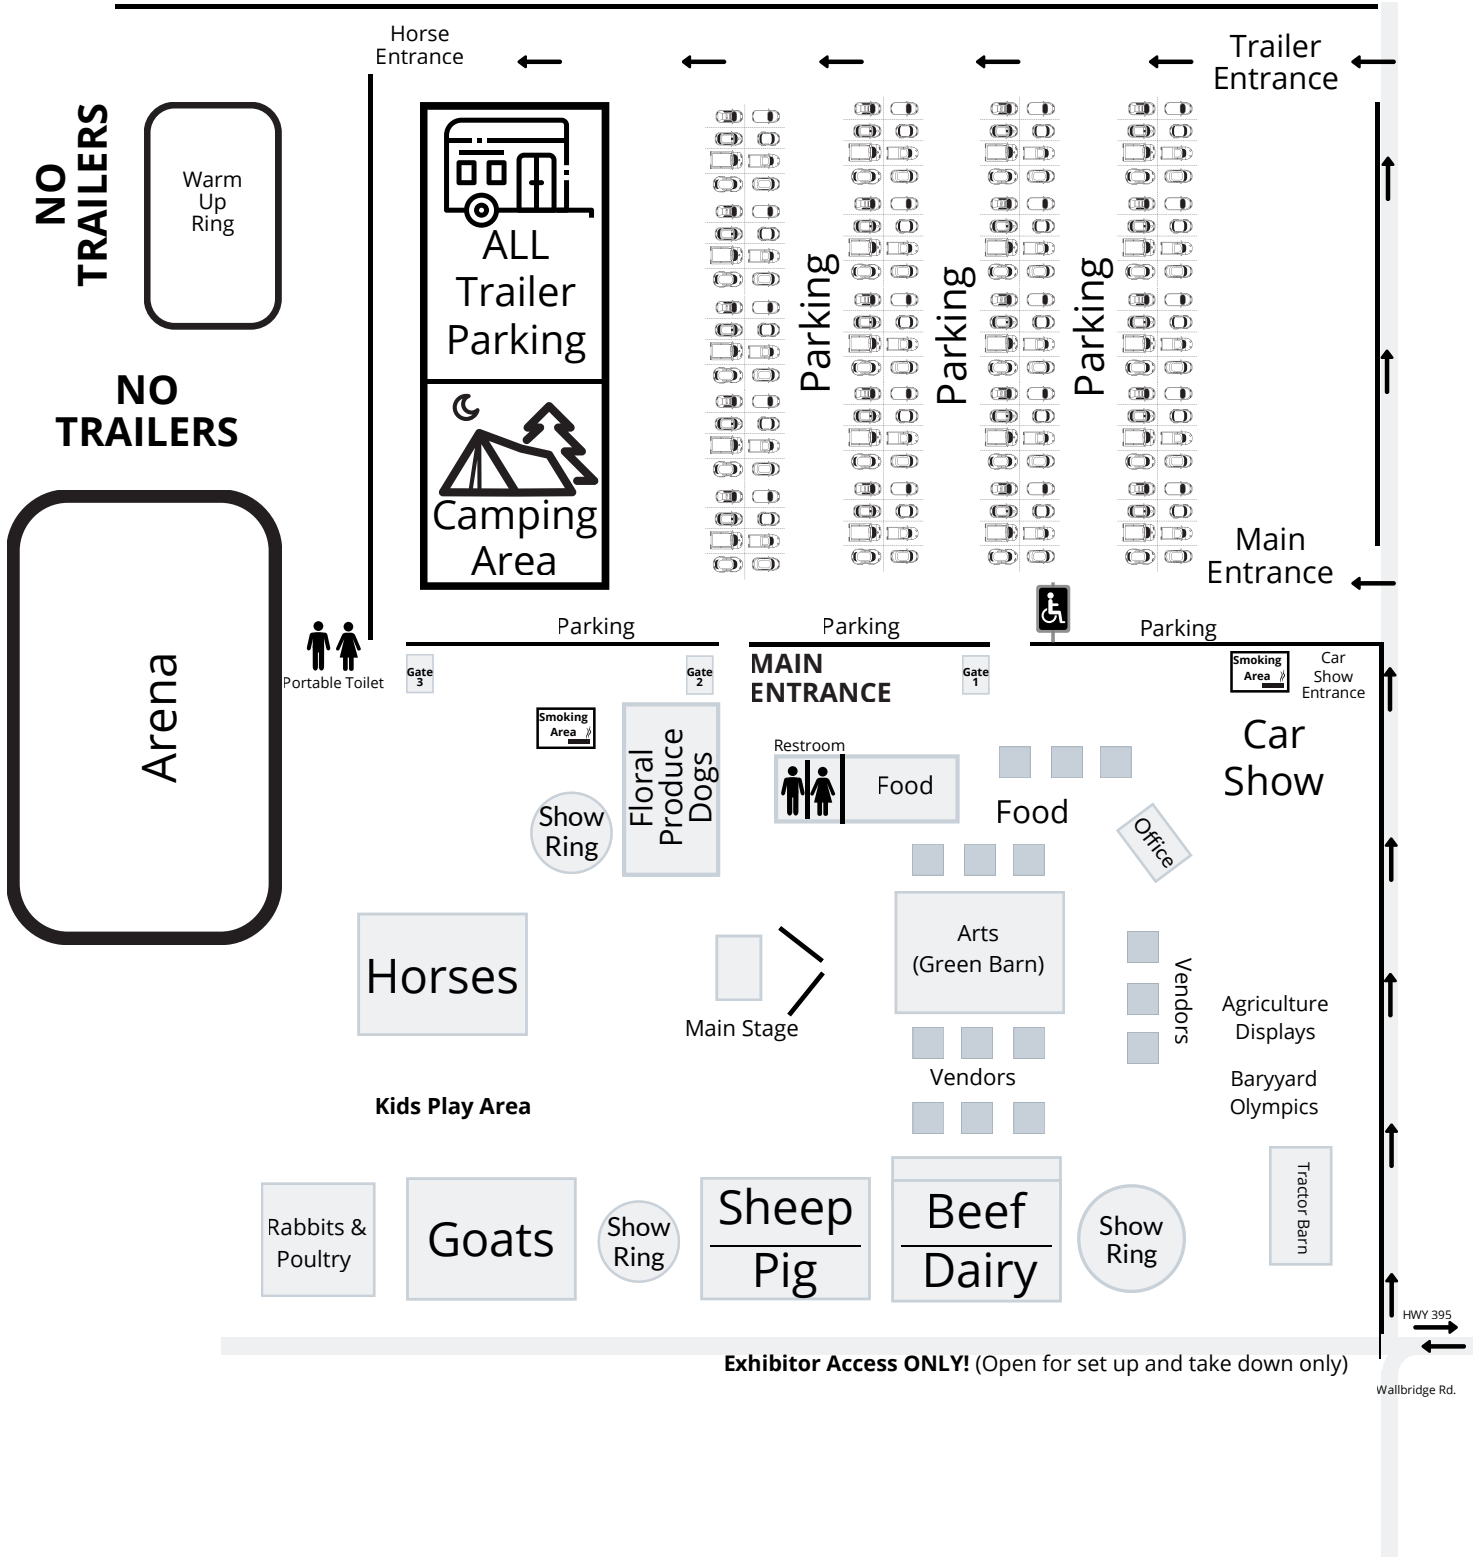 Horse
Entrance
Trailer
Entrance
NO
TRAILERS
Warm
Up
Ring
ALL
Trailer
Parking
Parking
Parking
Parking
NO
TRAILERS
Camping
Area
Main
Entrance
Parking
Parking
Parking
Arena
Portable Toilet
Gate
3
Gate
2
MAIN
ENTRANCE
Gate
1
Smoking
Area
Car
Show
Entrance
Smoking
Area
Floral
Produce
Dogs
Car
Show
Restroom
Food
Food
Show
Ring
Office
Horses
Arts
(Green Barn)
Main Stage
Vendors
Agriculture
Displays
Vendors
Baryyard
Olympics
Kids Play Area
Rabbits &
Poultry
Goats
Show
Ring
Sheep
Pig
Beef
Dairy
Show
Ring
Tractor Barn
HWY 395
Exhibitor Access ONLY! (Open for set up and take down only)
Wallbridge Rd.